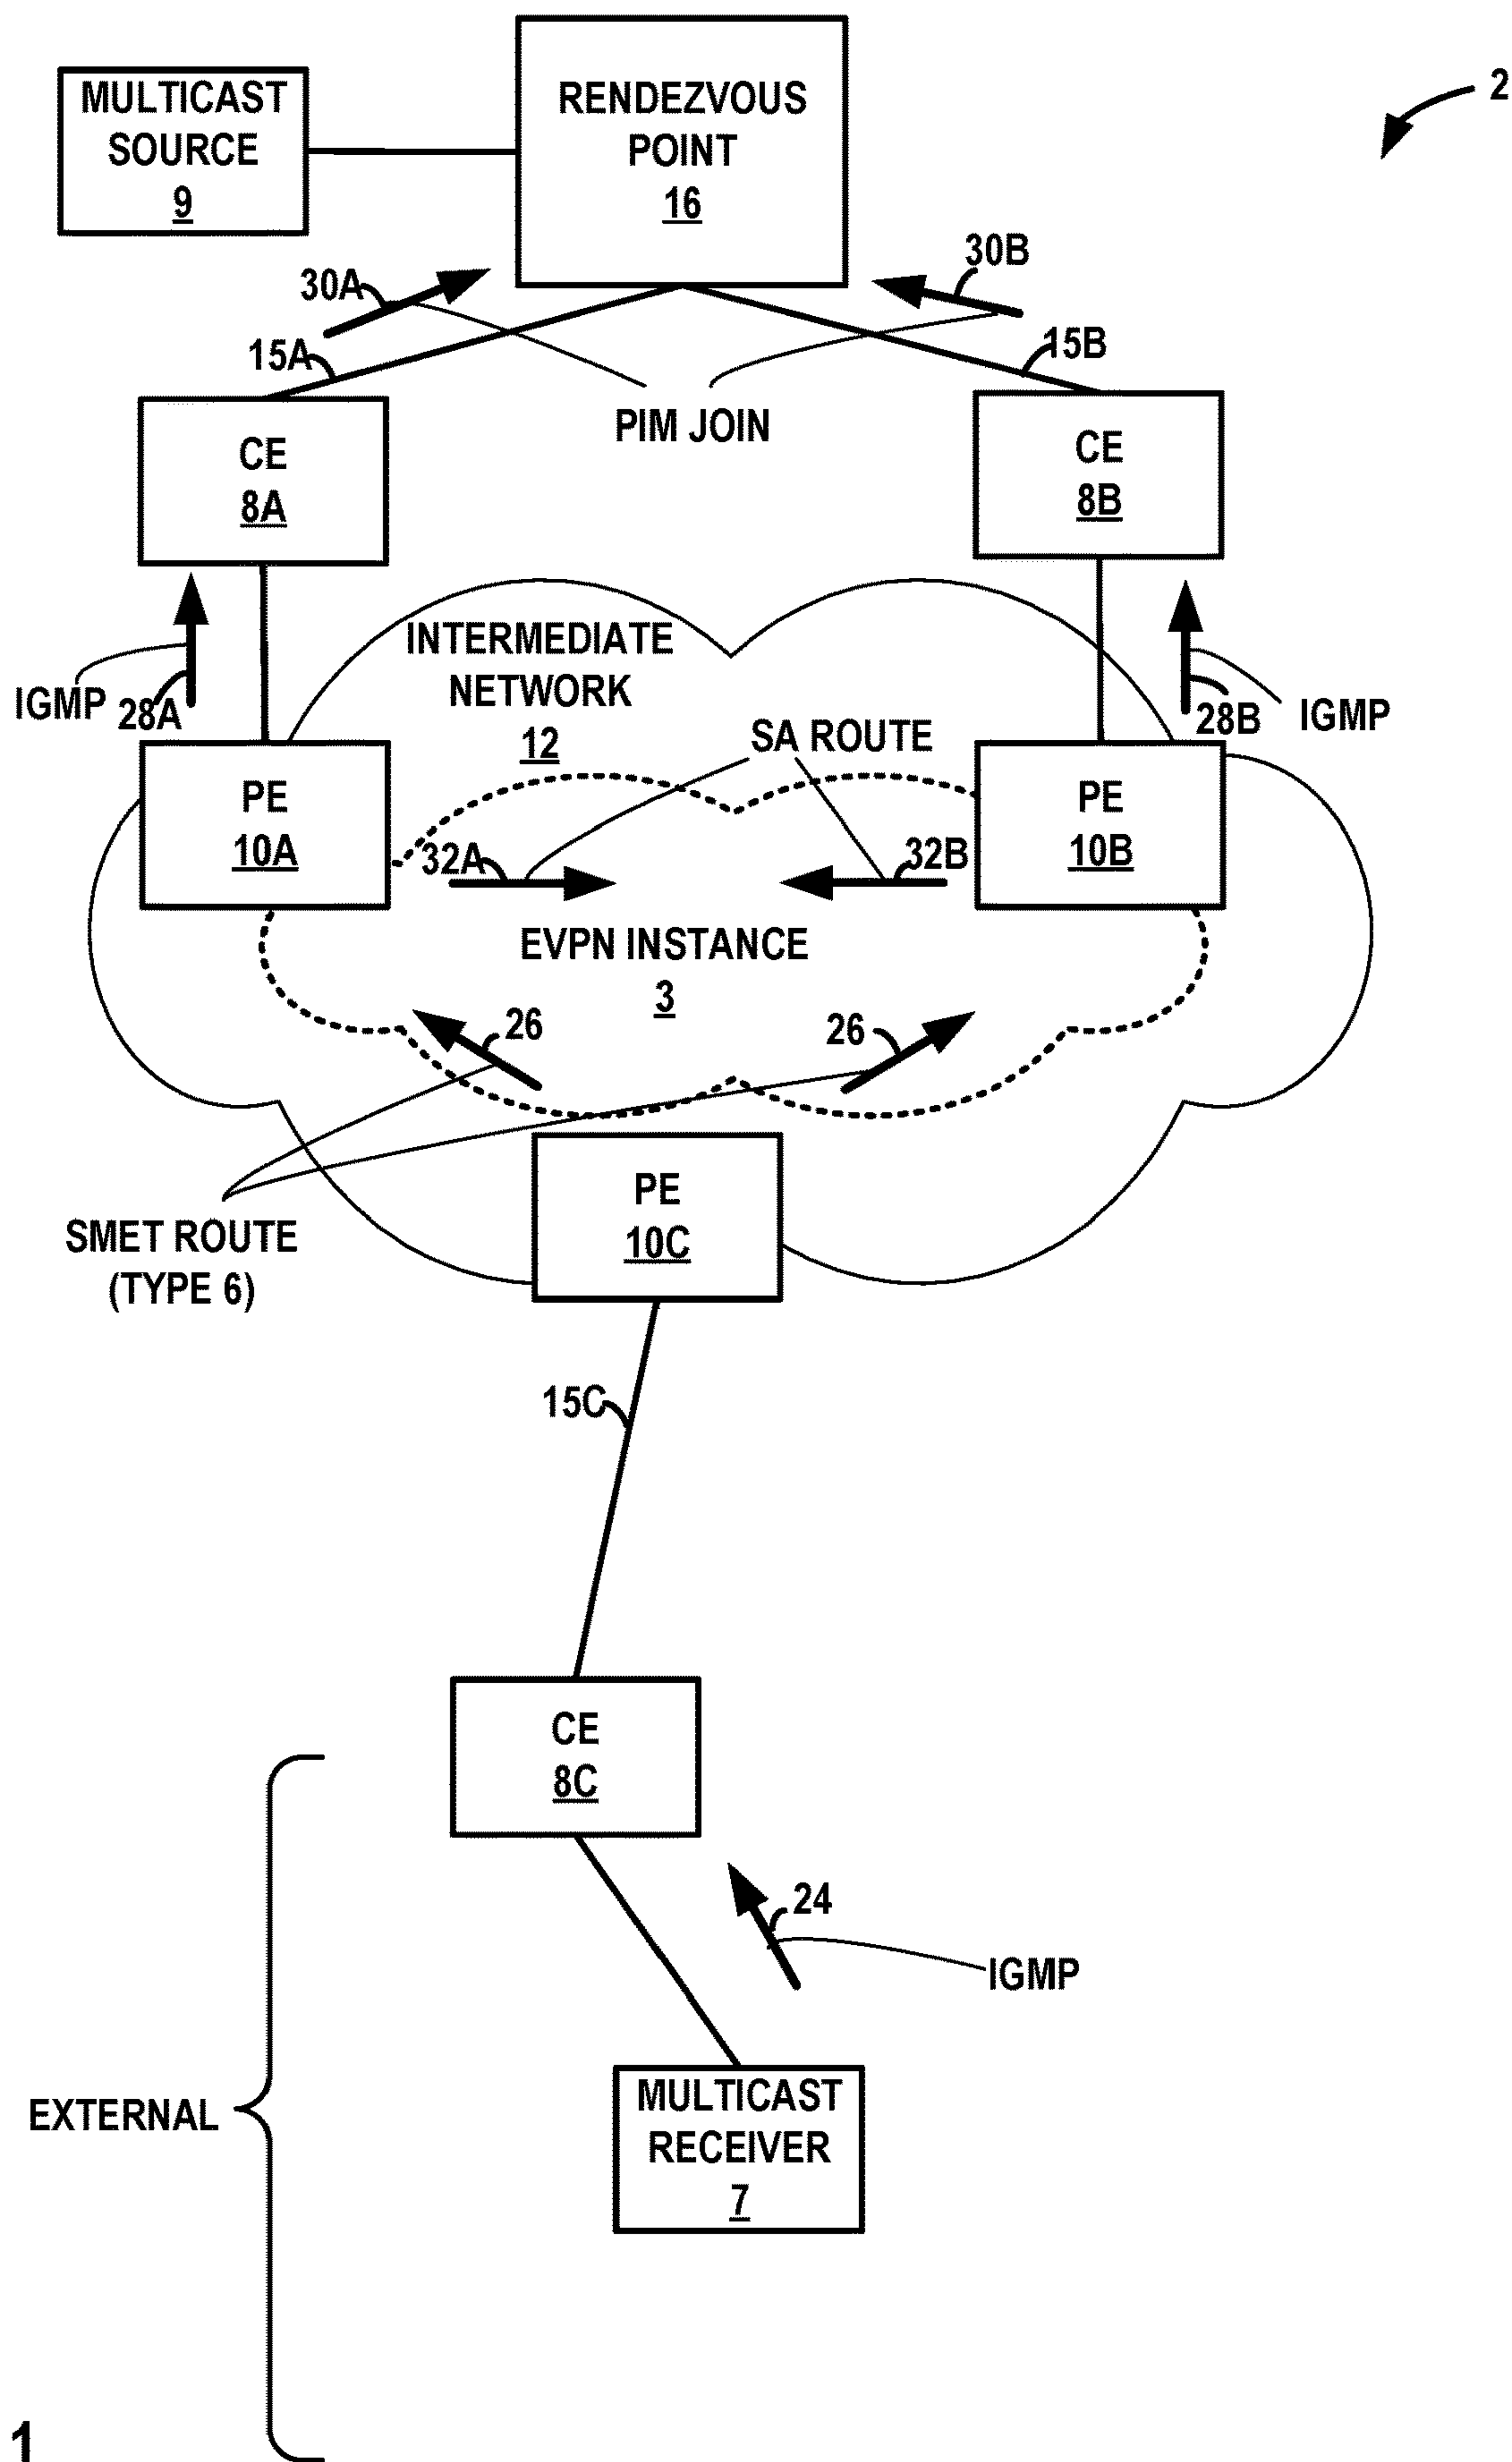 MULTICAST
SOURCE
9
RENDEZVOUS
POINT
16
2
30A
30B
15A
15B
PIM JOIN
CE
8A
CE
8B
INTERMEDIATE
NETWORK
12
IGMP
28A
28B
IGMP
SA ROUTE
PE
10A
PE
10B
32A
32B
EVPN INSTANCE
3
26
26
PE
10C
SMET ROUTE
(TYPE 6)
15C
CE
8C
24
IGMP
EXTERNAL
MULTICAST
RECEIVER
7
1